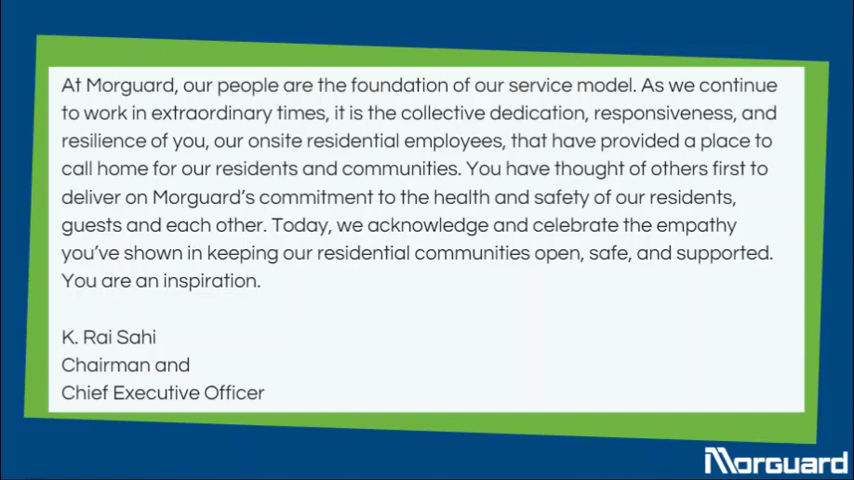 At Morguard, our people are the foundation of our service model. As we continue
to work in extraordinary times, it is the collective dedication, responsiveness, and
resilience of you, our onsite residential employees, that have provided a place to
call home for our residents and communities. You have thought of others first to
deliver on Morguard's commitment to the health and safety of our residents,
guests and each other. Today, we acknowledge and celebrate the empathy
you've shown in keeping our residential communities open, safe, and supported.
You are an inspiration.
K. Rai Sahi
Chairman and
Chief Executive Officer
Morguard